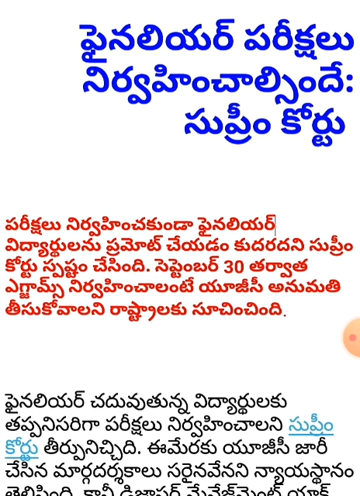 ఫైనలియర్ పరీక్షలు
నిర్వహించాల్సిందే:
సుప్రీం కోర్టు
పరీక్షలు నిర్వహించకుండా ఫైనలియర్
విద్యార్థులను ప్రమోట్ చేయడం కుదరదని సుప్రీం
కోర్టు స్పష్టం చేసింది. సెప్టెంబర్ 30 తర్వాత
ఎగ్జామ్స్ నిర్వహించాలంటే యూజీసీ అనుమతి
తీసుకోవాలని రాష్ట్రాలకు సూచించింది.
ఫైనలియర్ చదువుతున్న విద్యార్థులకు
తప్పనిసరిగా పరీక్షలు నిర్వహించాలని సుప్రీం
కోర్టు తీర్పునిచ్చిది. ఈమేరకు యూజీసీ జారీ
చేసిన మార్గదర్శకాలు సరైనవేనని న్యాయస్థానం
తెలిపింది. కానీ డిజాస్టర్ మేనేజ్‌మెంట్ యాక్ట్